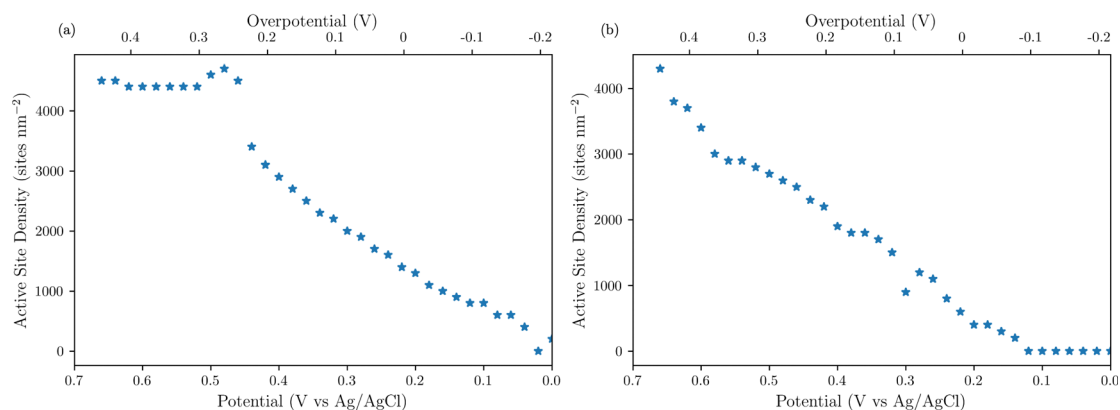 (a)
Overpotential (V)
0.4 0.3 0.2 0.1 0 -0.1 -0.2
Active Site Density (sites nm⁻²)
4000
3000
2000
1000
0
0.7 0.6 0.5 0.4 0.3 0.2 0.1 0.0
Potential (V vs Ag/AgCl)
(b)
Overpotential (V)
0.4 0.3 0.2 0.1 0 -0.1 -0.2
Active Site Density (sites nm⁻²)
4000
3000
2000
1000
0
0.7 0.6 0.5 0.4 0.3 0.2 0.1 0.0
Potential (V vs Ag/AgCl)